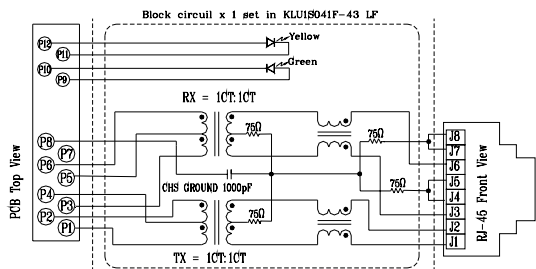 Block circuil x 1 set in KLU1S041F-43 LF
P12
P11
P10
P9
Yellow
Green
RX = 1CT:1CT
P8
P7
P6
P5
P4
P3
P2
P1
PCB Top View
75Ω
75Ω
75Ω
75Ω
CHS GROUND 1000pF
TX = 1CT:1CT
J8
J7
J6
J5
J4
J3
J2
J1
RJ-45 Front View